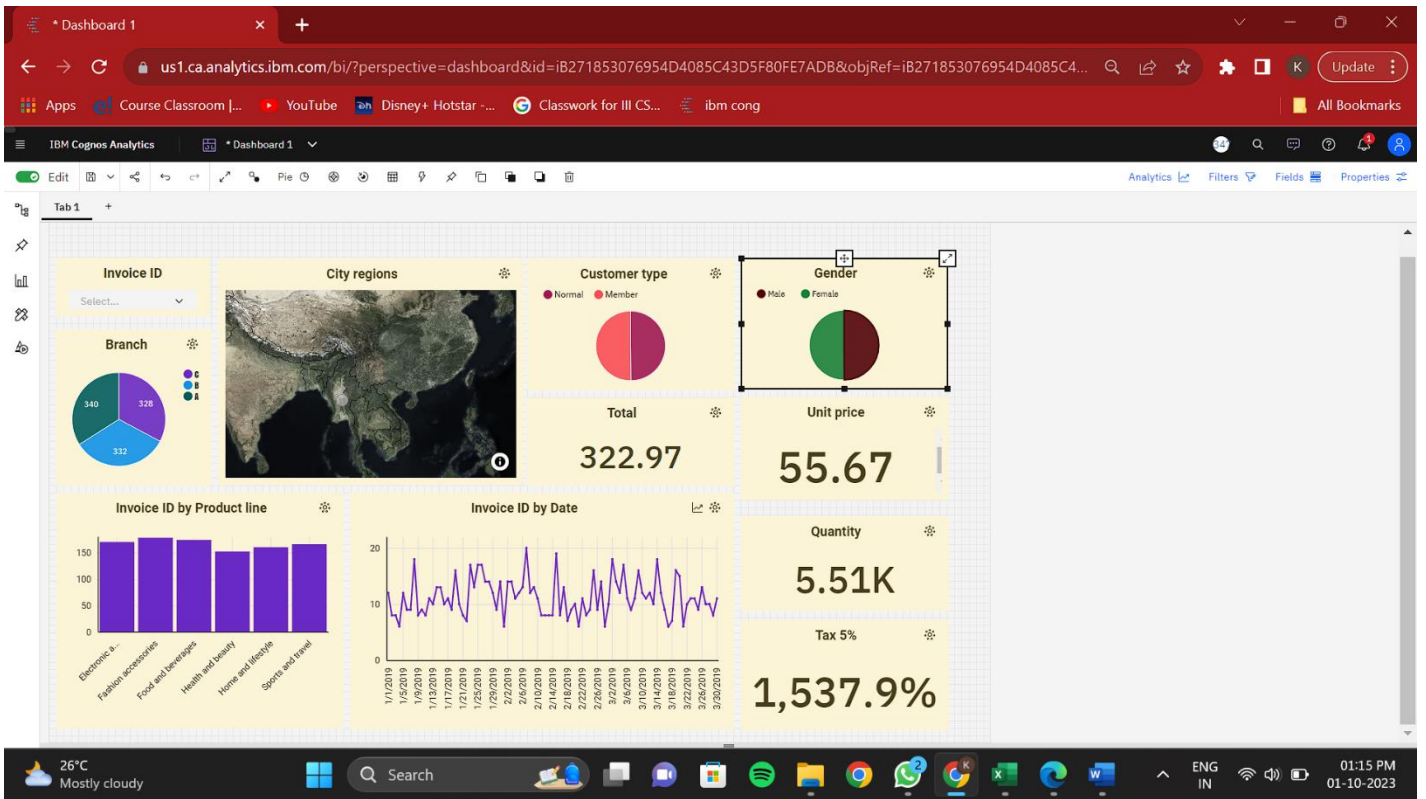 * Dashboard 1
us1.ca.analytics.ibm.com/bi/?perspective=dashboard&id=iB271853076954D4085C43D5F80FE7ADB&objRef=iB271853076954D4085C4...
K
Update
Apps
Course Classroom |...
YouTube
Disney+ Hotstar -...
Classwork for III CS...
ibm cong
All Bookmarks
IBM Cognos Analytics
* Dashboard 1
1
Edit
Pie
Analytics
Filters
Fields
Properties
Tab 1
+
Invoice ID
Select...
City regions
Customer type
Normal
Member
Gender
Male
Female
Branch
C
B
A
340
328
332
Total
322.97
Unit price
55.67
Invoice ID by Product line
150
100
50
0
Electronic a...
Fashion accessories
Food and beverages
Health and beauty
Home and lifestyle
Sports and travel
Invoice ID by Date
20
10
0
1/1/2019
1/5/2019
1/9/2019
1/13/2019
1/17/2019
1/21/2019
1/25/2019
1/29/2019
2/2/2019
2/6/2019
2/10/2019
2/14/2019
2/18/2019
2/22/2019
2/26/2019
3/2/2019
3/6/2019
3/10/2019
3/14/2019
3/18/2019
3/22/2019
3/26/2019
3/30/2019
Quantity
5.51K
Tax 5%
1,537.9%
26°C
Mostly cloudy
Search
2
K
ENG
IN
01:15 PM
01-10-2023